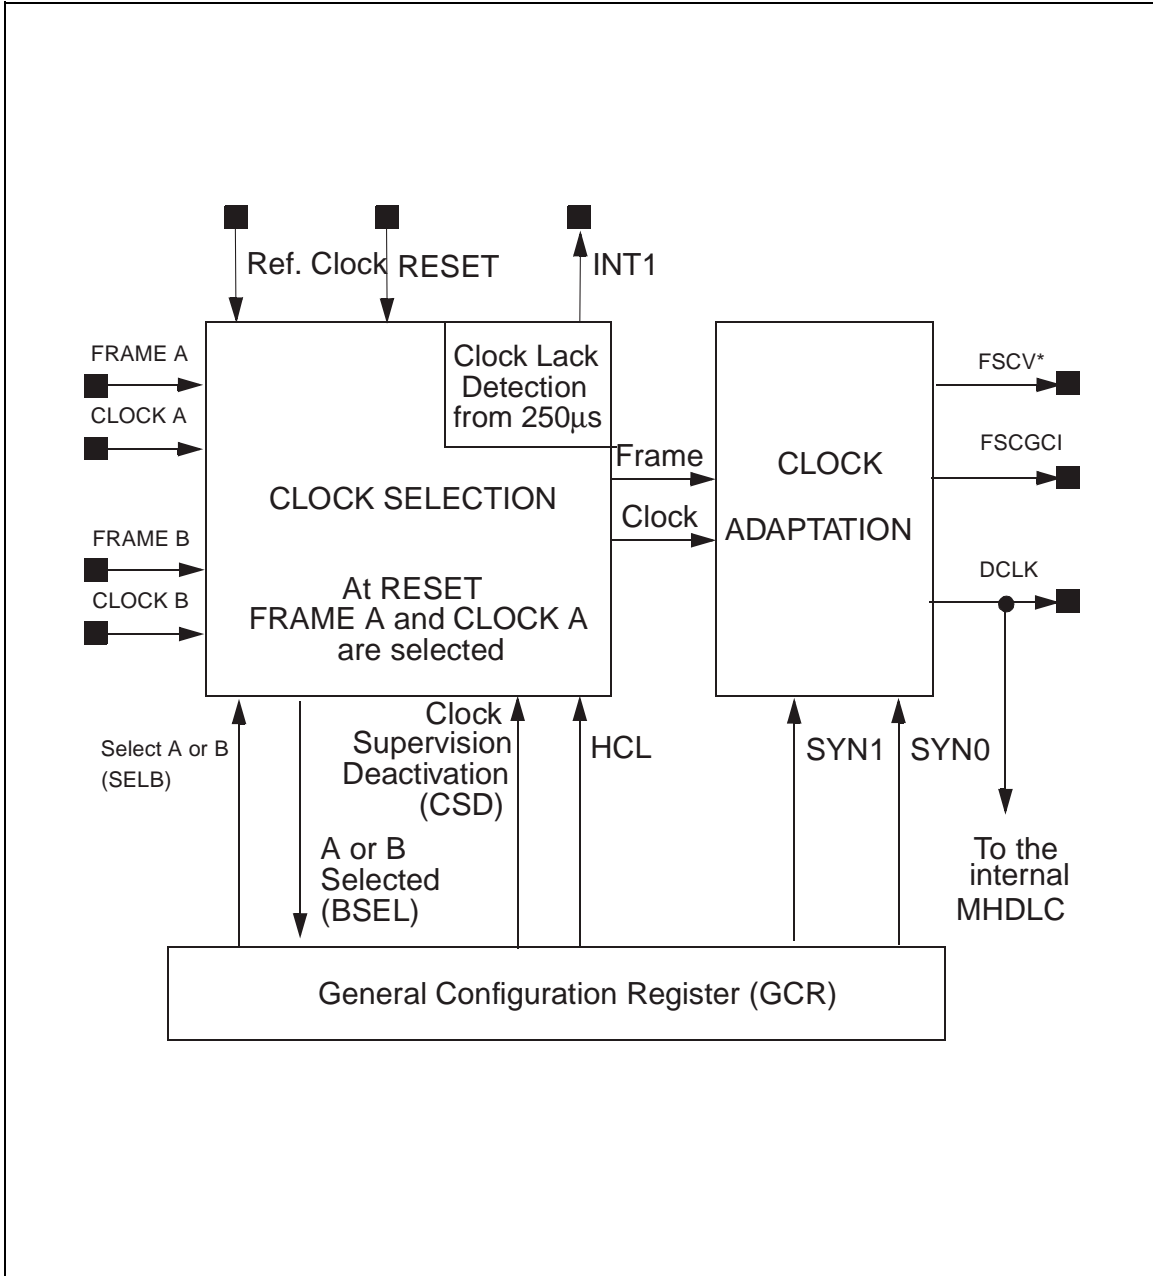 Ref. Clock
RESET
INT1
FRAME A
CLOCK A
FRAME B
CLOCK B
Clock Lack
Detection
from 250µs
CLOCK SELECTION
At RESET
FRAME A and CLOCK A
are selected
Frame
Clock
CLOCK
ADAPTATION
FSCV*
FSCGCI
DCLK
Select A or B
(SELB)
A or B
Selected
(BSEL)
Clock
Supervision
Deactivation
(CSD)
HCL
SYN1
SYN0
To the
internal
MHDLC
General Configuration Register (GCR)